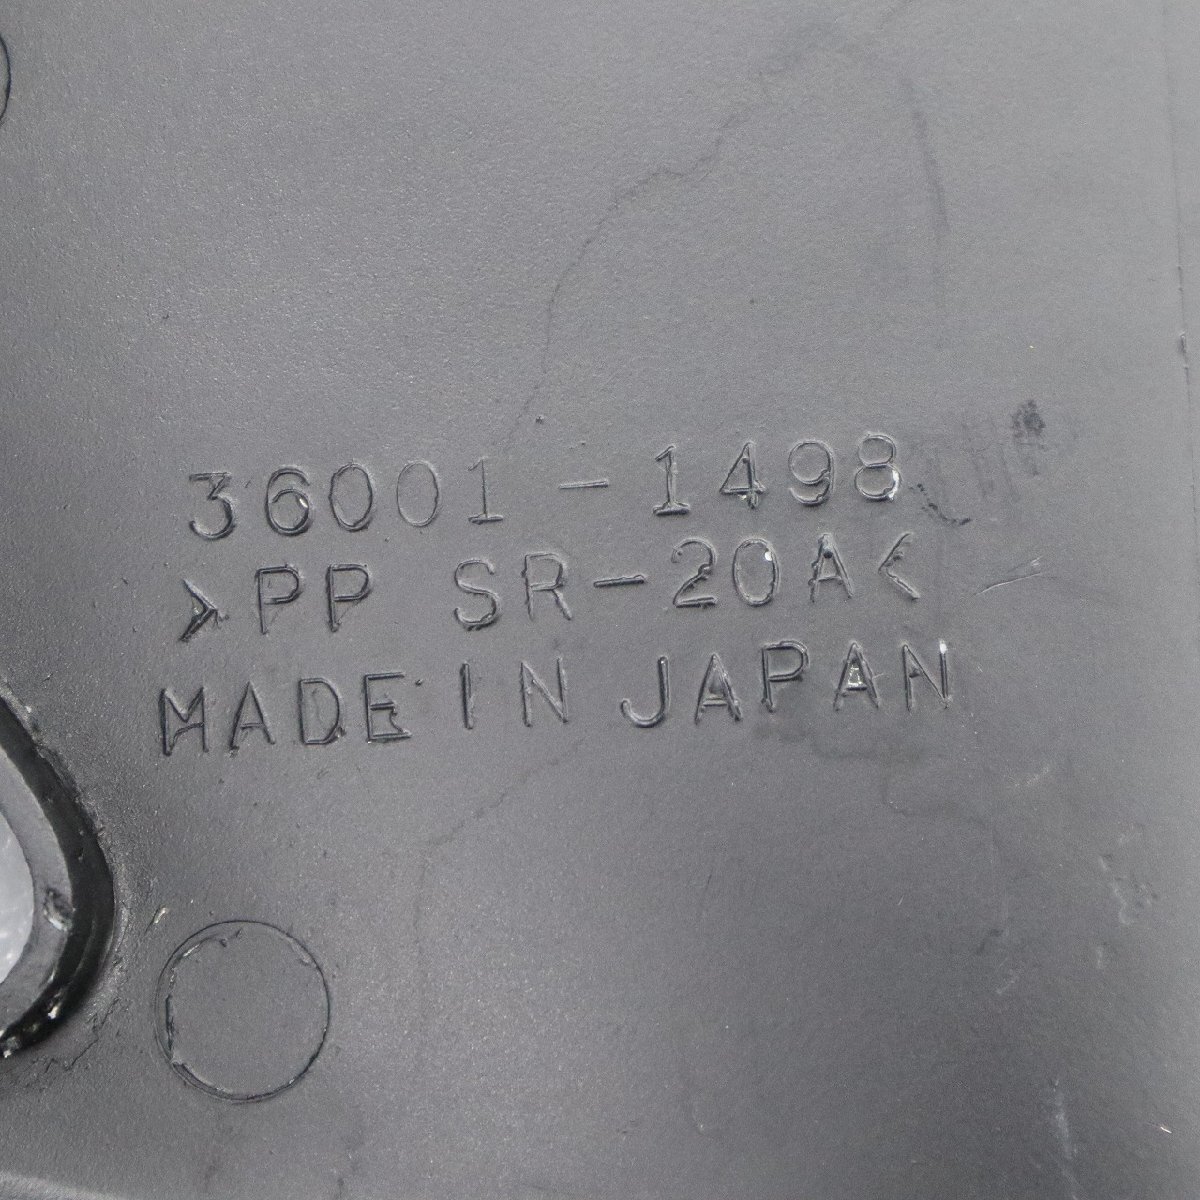 36001-1498
>PP SR-20A<
MADE IN JAPAN